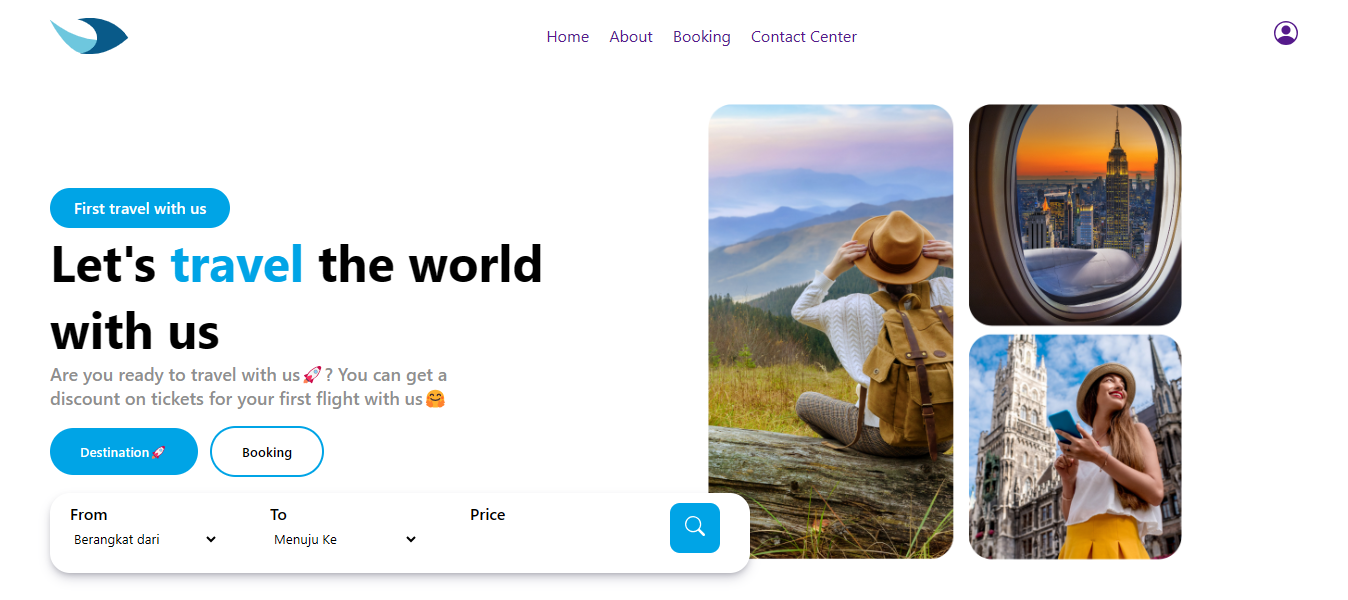 Home About Booking Contact Center
First travel with us
Let's travel the world
with us
Are you ready to travel with us🚀? You can get a
discount on tickets for your first flight with us🤗
Destination🚀 Booking
From To Price
Berangkat dari Menuju Ke